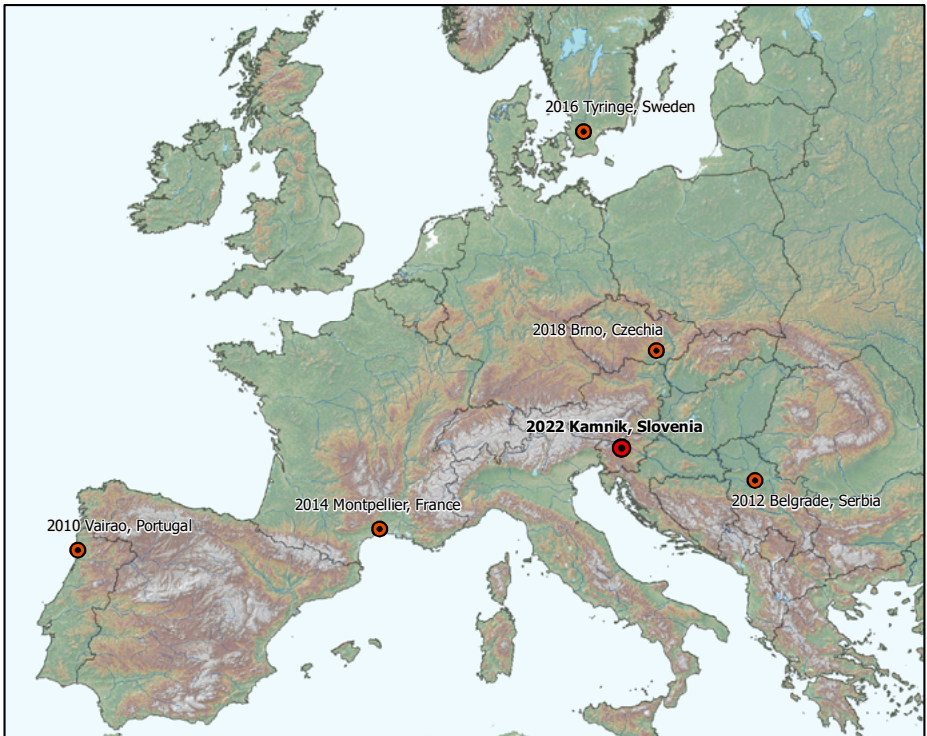 2016 Tyringe, Sweden
2018 Brno, Czechia
2022 Kamnik, Slovenia
2012 Belgrade, Serbia
2014 Montpellier, France
2010 Vairao, Portugal